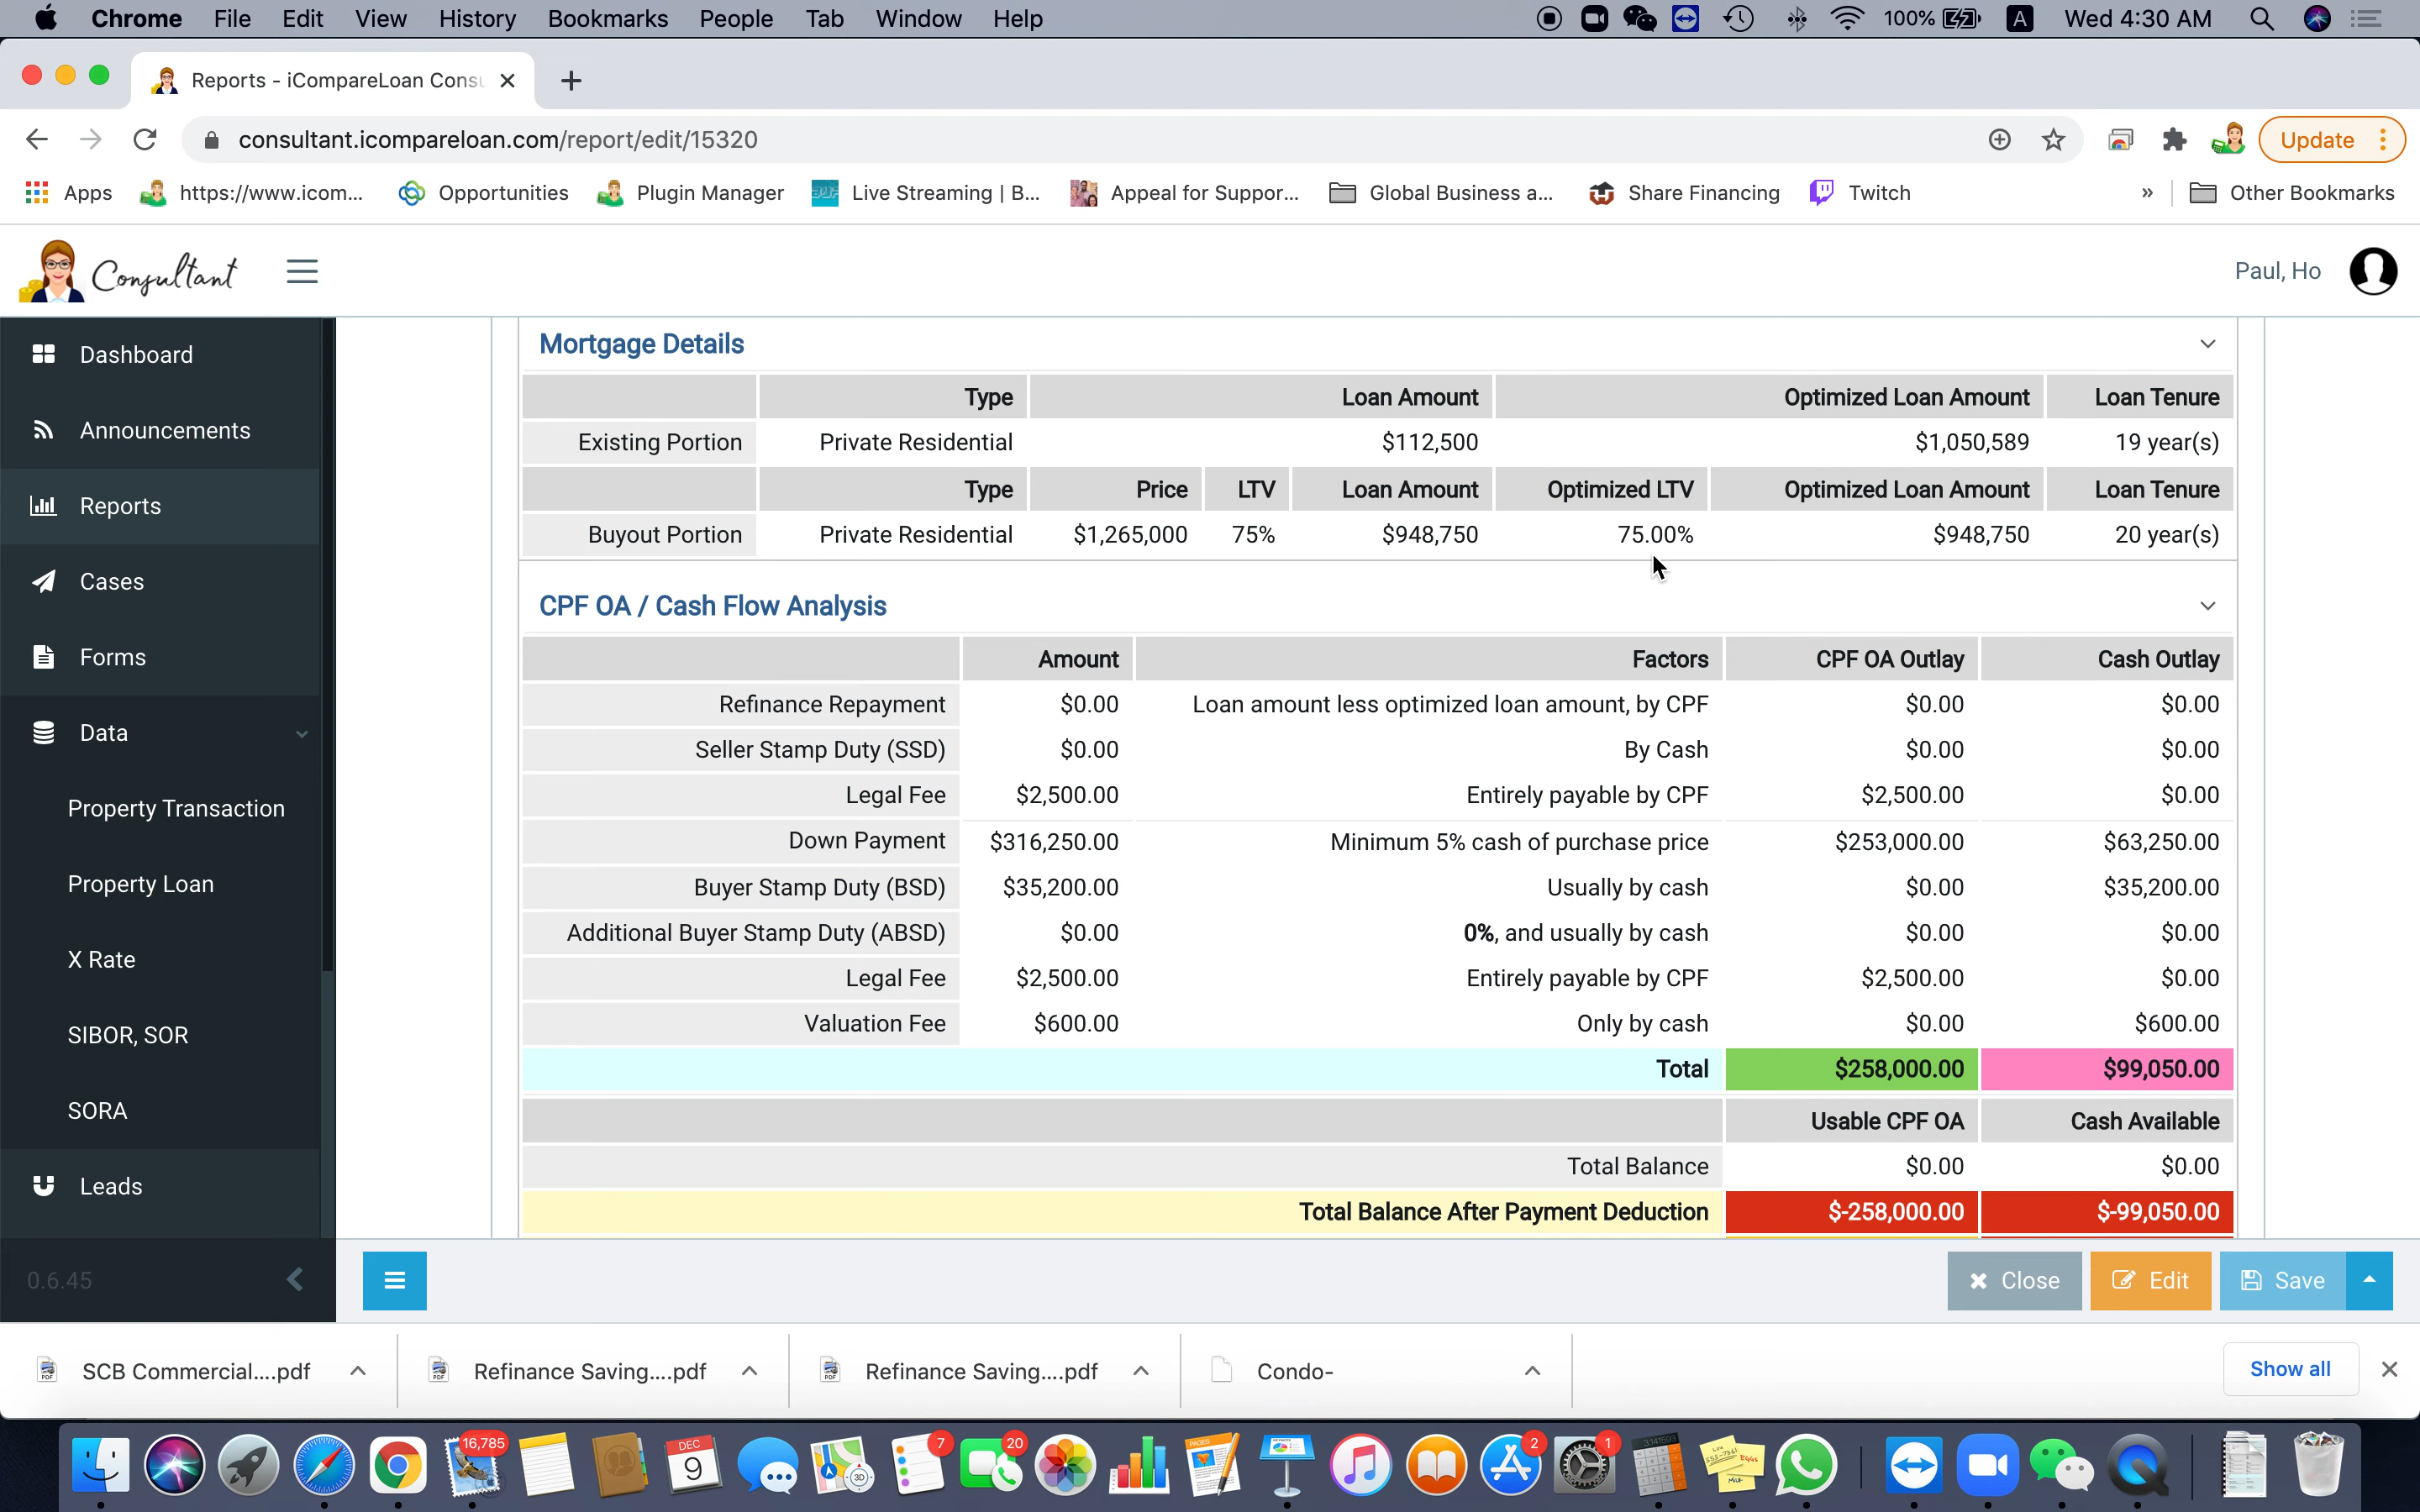 Chrome File Edit View History Bookmarks People Tab Window Help 100% A Wed 4:30 AM
Reports - iCompareLoan Consu
consultant.icompareloan.com/report/edit/15320 Update
Apps https://www.icom... Opportunities Plugin Manager Live Streaming | B... Appeal for Suppor... Global Business a... Share Financing Twitch » Other Bookmarks
Consultant Paul, Ho
Dashboard
Announcements
Reports
Cases
Forms
Data
Property Transaction
Property Loan
X Rate
SIBOR, SOR
SORA
Leads
0.6.45
Mortgage Details
Type Loan Amount Optimized Loan Amount Loan Tenure
Existing Portion Private Residential $112,500 $1,050,589 19 year(s)
Type Price LTV Loan Amount Optimized LTV Optimized Loan Amount Loan Tenure
Buyout Portion Private Residential $1,265,000 75% $948,750 75.00% $948,750 20 year(s)
CPF OA / Cash Flow Analysis
Amount Factors CPF OA Outlay Cash Outlay
Refinance Repayment $0.00 Loan amount less optimized loan amount, by CPF $0.00 $0.00
Seller Stamp Duty (SSD) $0.00 By Cash $0.00 $0.00
Legal Fee $2,500.00 Entirely payable by CPF $2,500.00 $0.00
Down Payment $316,250.00 Minimum 5% cash of purchase price $253,000.00 $63,250.00
Buyer Stamp Duty (BSD) $35,200.00 Usually by cash $0.00 $35,200.00
Additional Buyer Stamp Duty (ABSD) $0.00 0%, and usually by cash $0.00 $0.00
Legal Fee $2,500.00 Entirely payable by CPF $2,500.00 $0.00
Valuation Fee $600.00 Only by cash $0.00 $600.00
Total $258,000.00 $99,050.00
Usable CPF OA Cash Available
Total Balance $0.00 $0.00
Total Balance After Payment Deduction $-258,000.00 $-99,050.00
Close Edit Save
SCB Commercial....pdf Refinance Saving....pdf Refinance Saving....pdf Condo- Show all
16,785 DEC 9 3D 7 20 PAGES 2 1